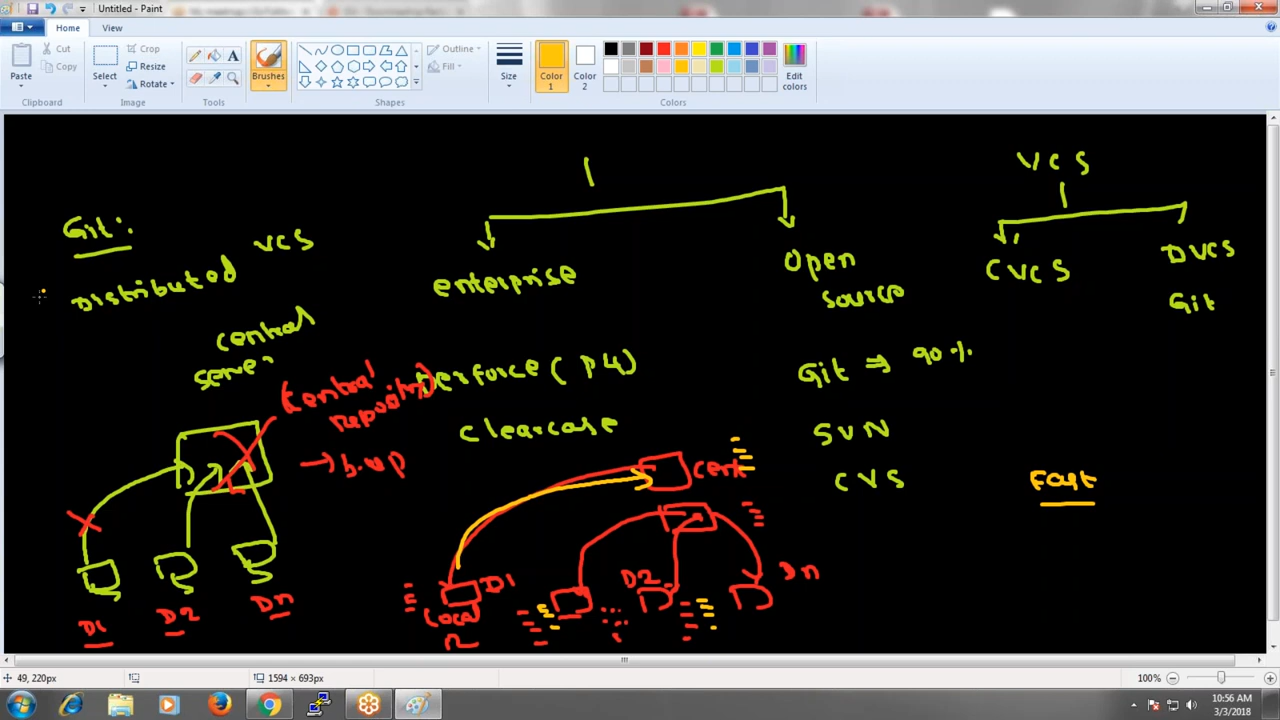 Untitled - Paint
Home
View
Paste
Cut
Copy
Clipboard
Select
Crop
Resize
Rotate
Image
A
Tools
Brushes
Shapes
Outline
Fill
Size
Color 1
Color 2
Edit colors
Colors
VCS
Git:
VCS
Distributed
enterprise
Open source
CVCS
DVCS
Git
central server
(central repository)
perforce ( P4)
Git ⇒ 90%
clearcase
SVN
CVS
Fast
D1
D2
Dn
D1
D2
Dn
Local R
49, 220px
1594 × 693px
100%
10:56 AM
3/3/2018